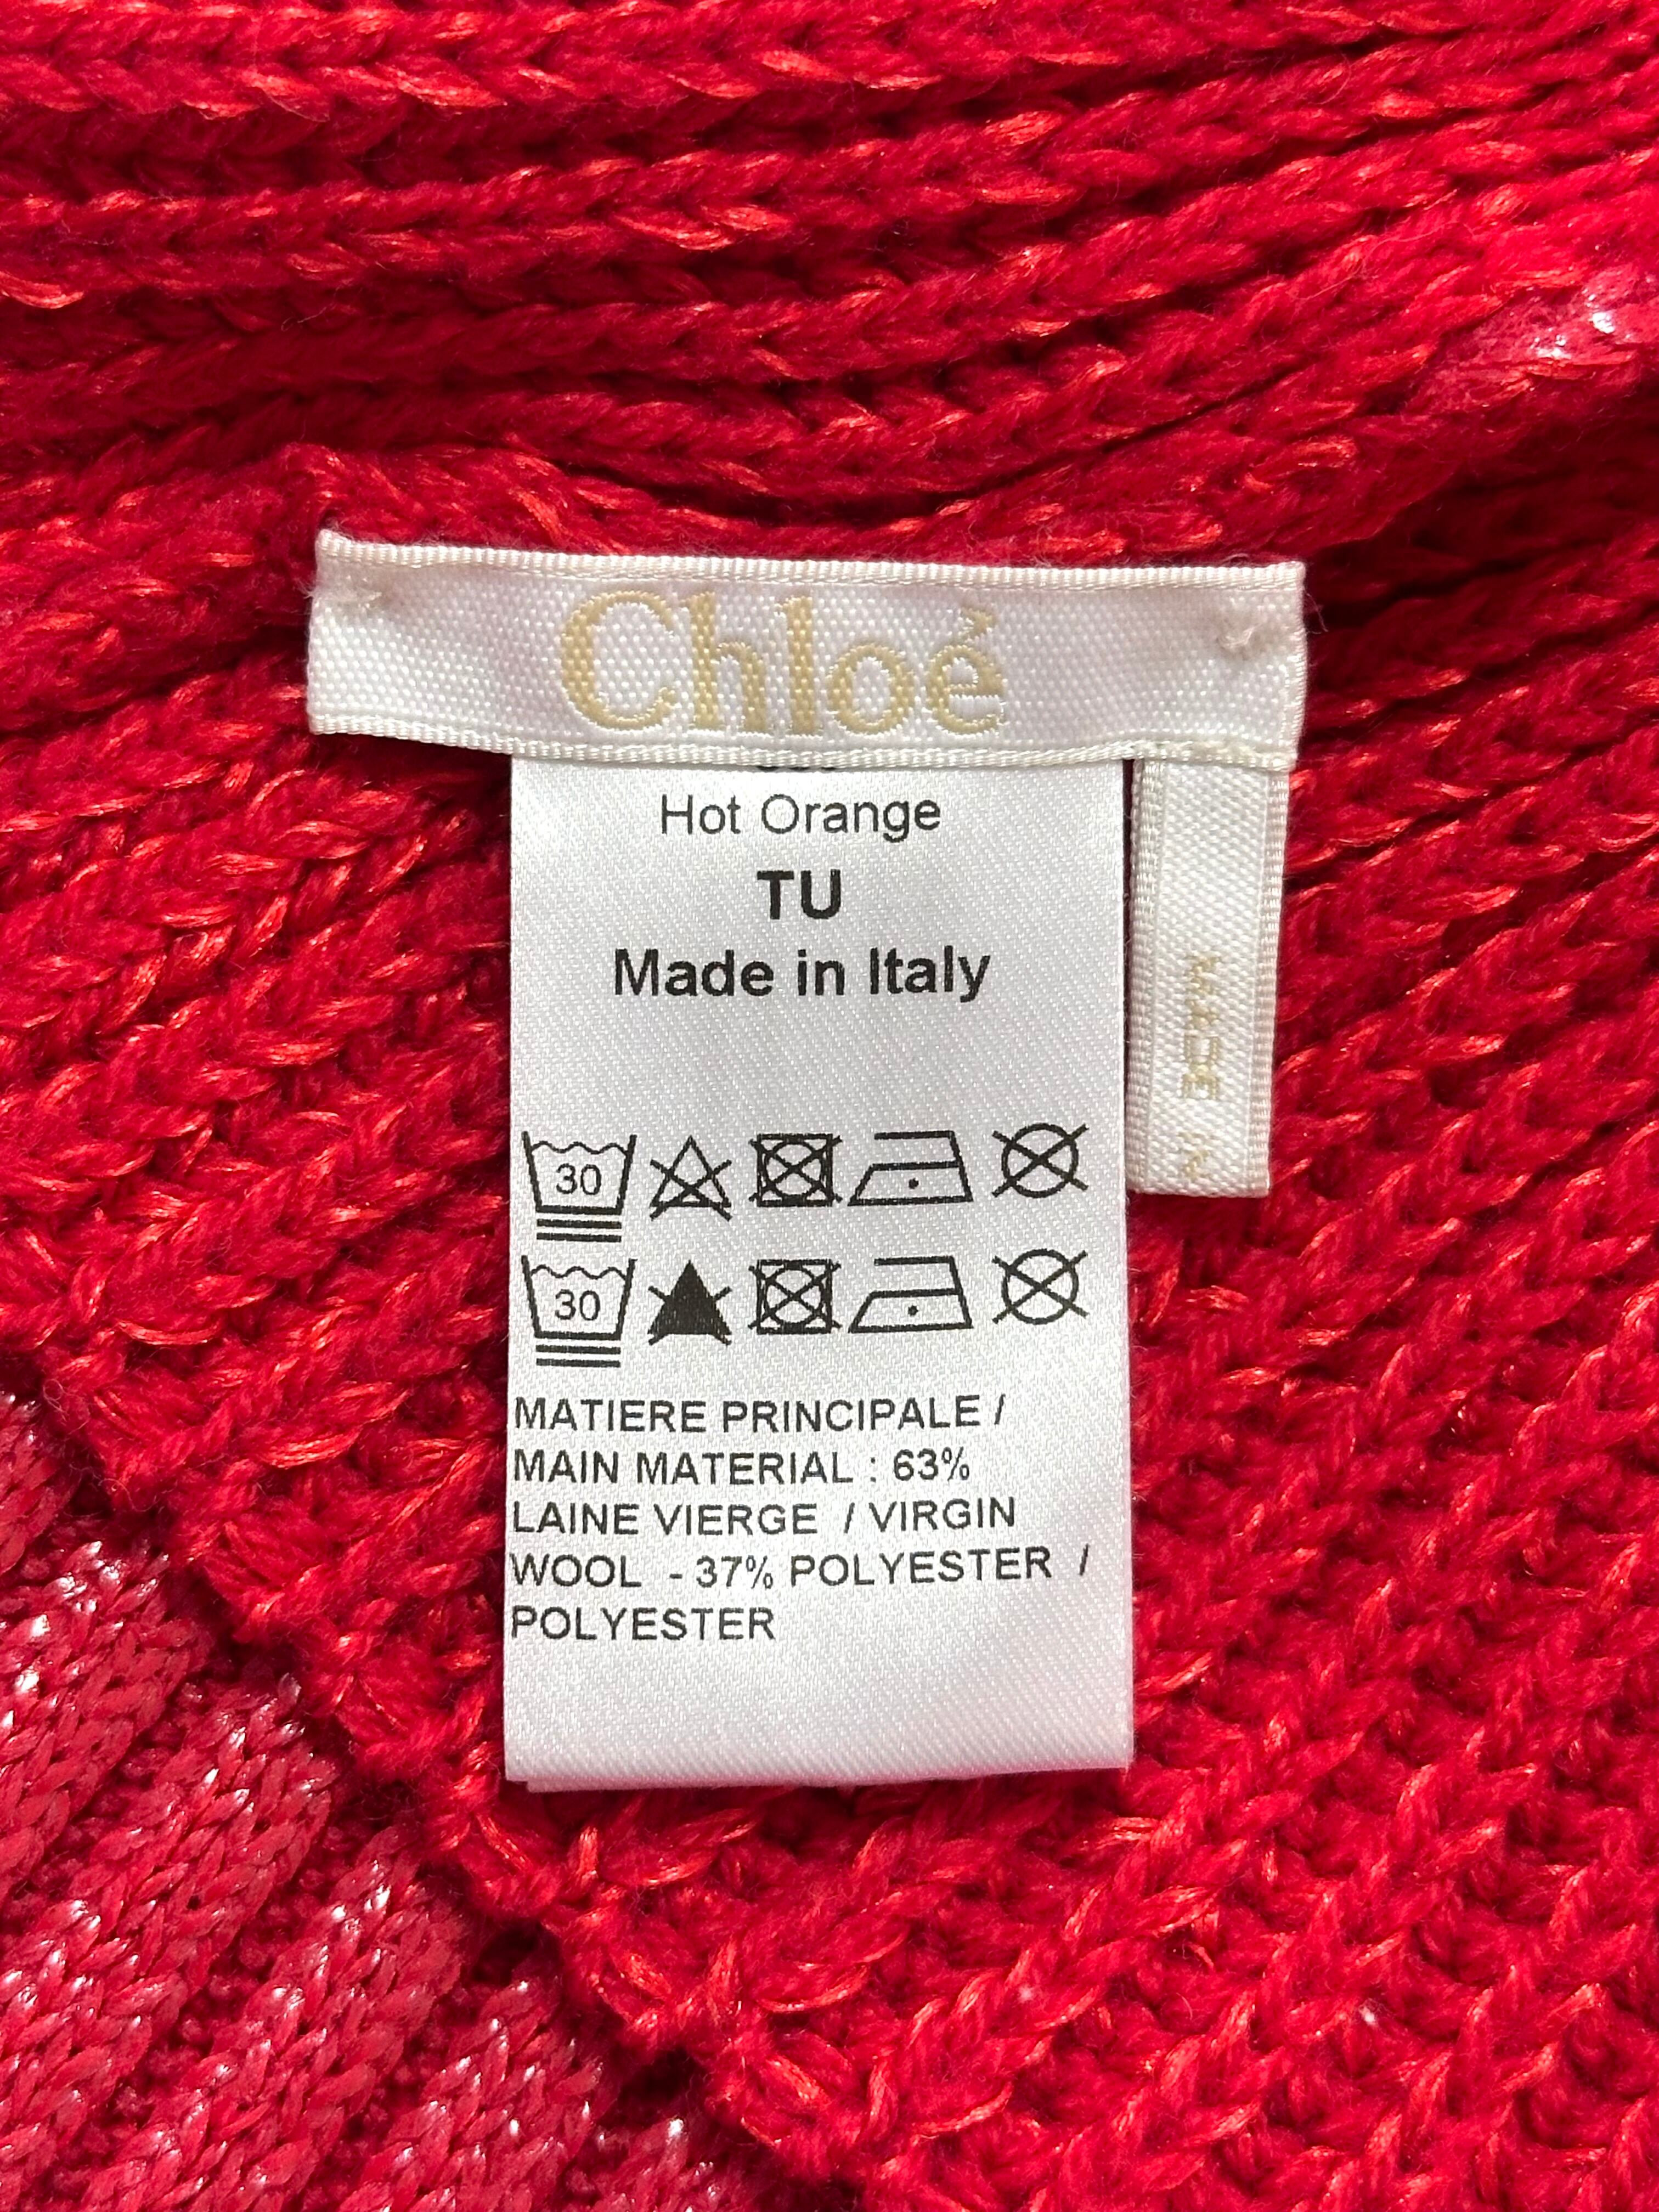 Chloé
Hot Orange
TU
Made in Italy
MADE
30
30
MATIERE PRINCIPALE /
MAIN MATERIAL : 63%
LAINE VIERGE / VIRGIN
WOOL - 37% POLYESTER /
POLYESTER